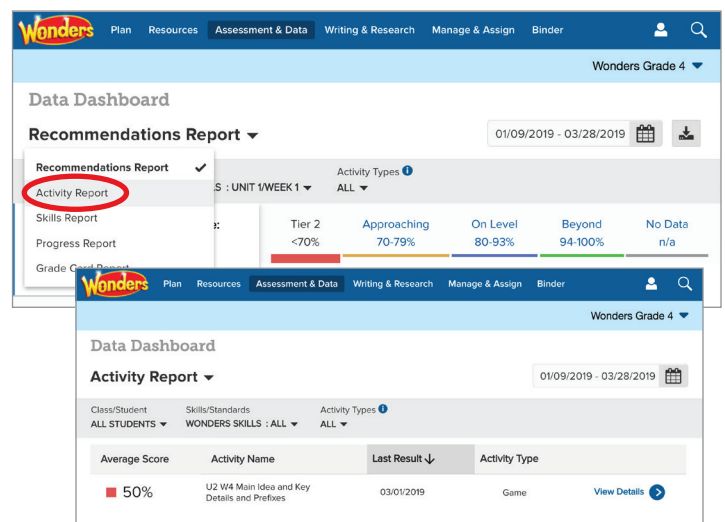 Wonders Plan Resources Assessment & Data Writing & Research Manage & Assign Binder
Wonders Grade 4
Data Dashboard
Recommendations Report 01/09/2019 - 03/28/2019
Recommendations Report
Activity Types
LS : UNIT 1/WEEK 1 ALL
Activity Report
Skills Report
Progress Report
Grade Card Report
e: Tier 2 Approaching On Level Beyond No Data
<70% 70-79% 80-93% 94-100% n/a
Wonders Plan Resources Assessment & Data Writing & Research Manage & Assign Binder
Wonders Grade 4
Data Dashboard
Activity Report 01/09/2019 - 03/28/2019
Class/Student Skills/Standards Activity Types
ALL STUDENTS WONDERS SKILLS : ALL ALL
Average Score Activity Name Last Result Activity Type
50% U2 W4 Main Idea and Key
Details and Prefixes 03/01/2019 Game View Details